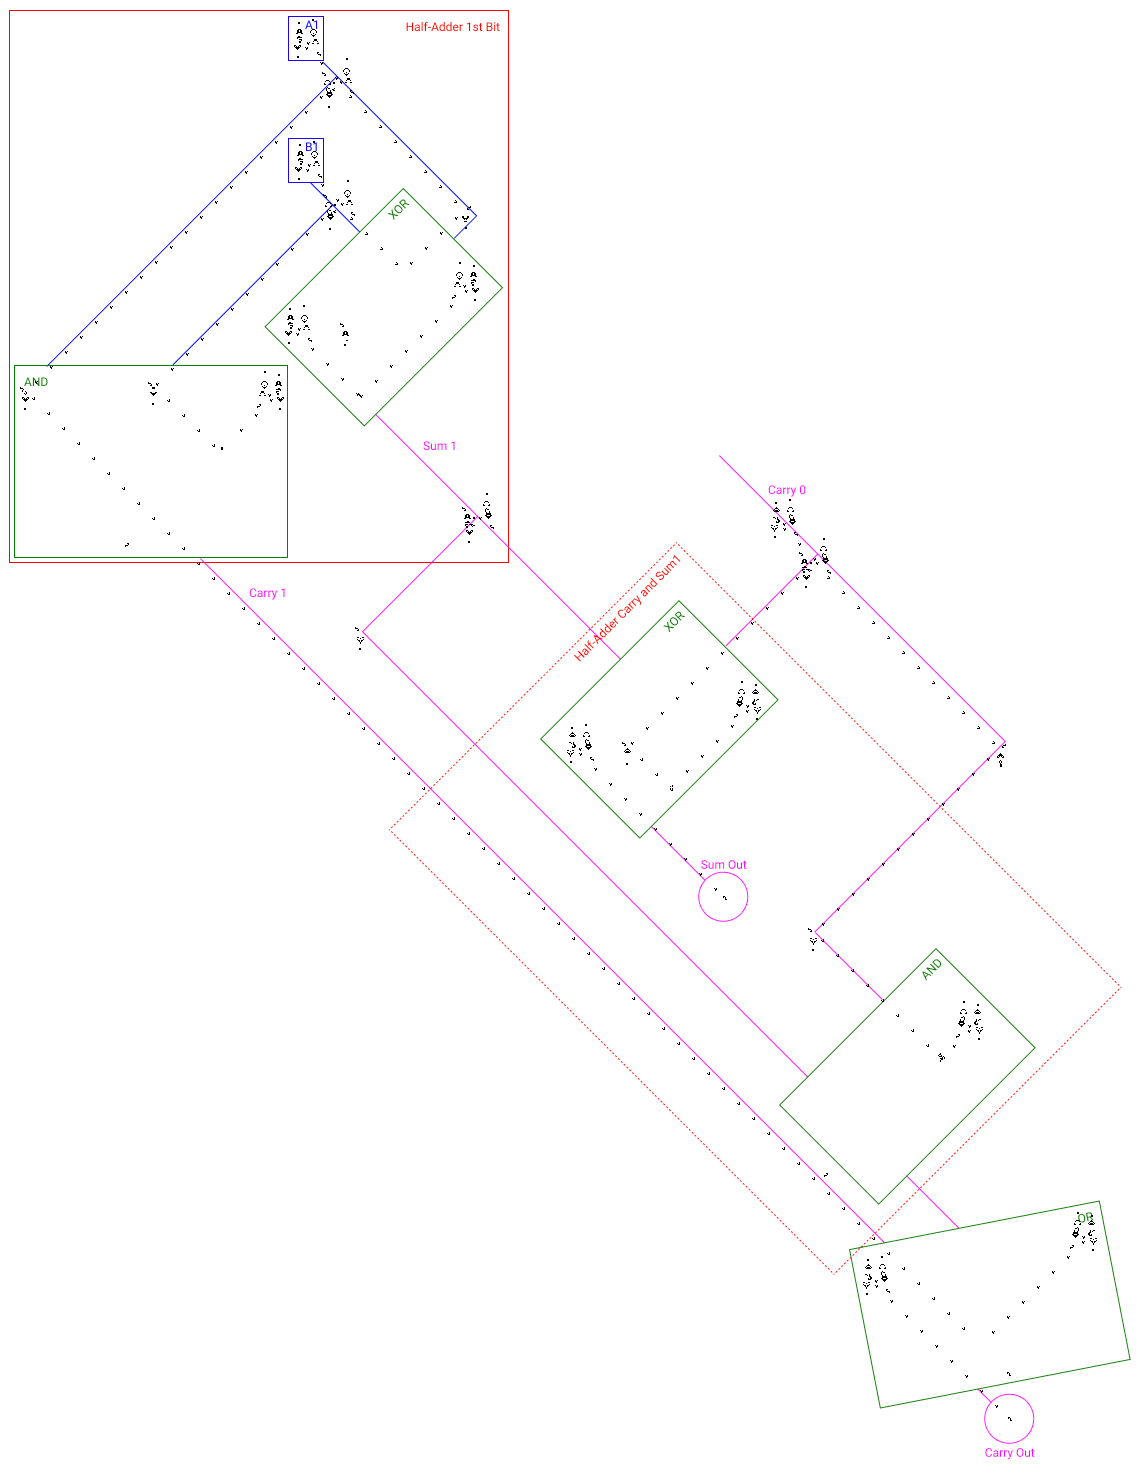 A1
Half-Adder 1st Bit
B1
XOR
AND
Sum 1
Carry 0
Carry 1
Half-Adder Carry and Sum1
XOR
Sum Out
AND
OR
Carry Out